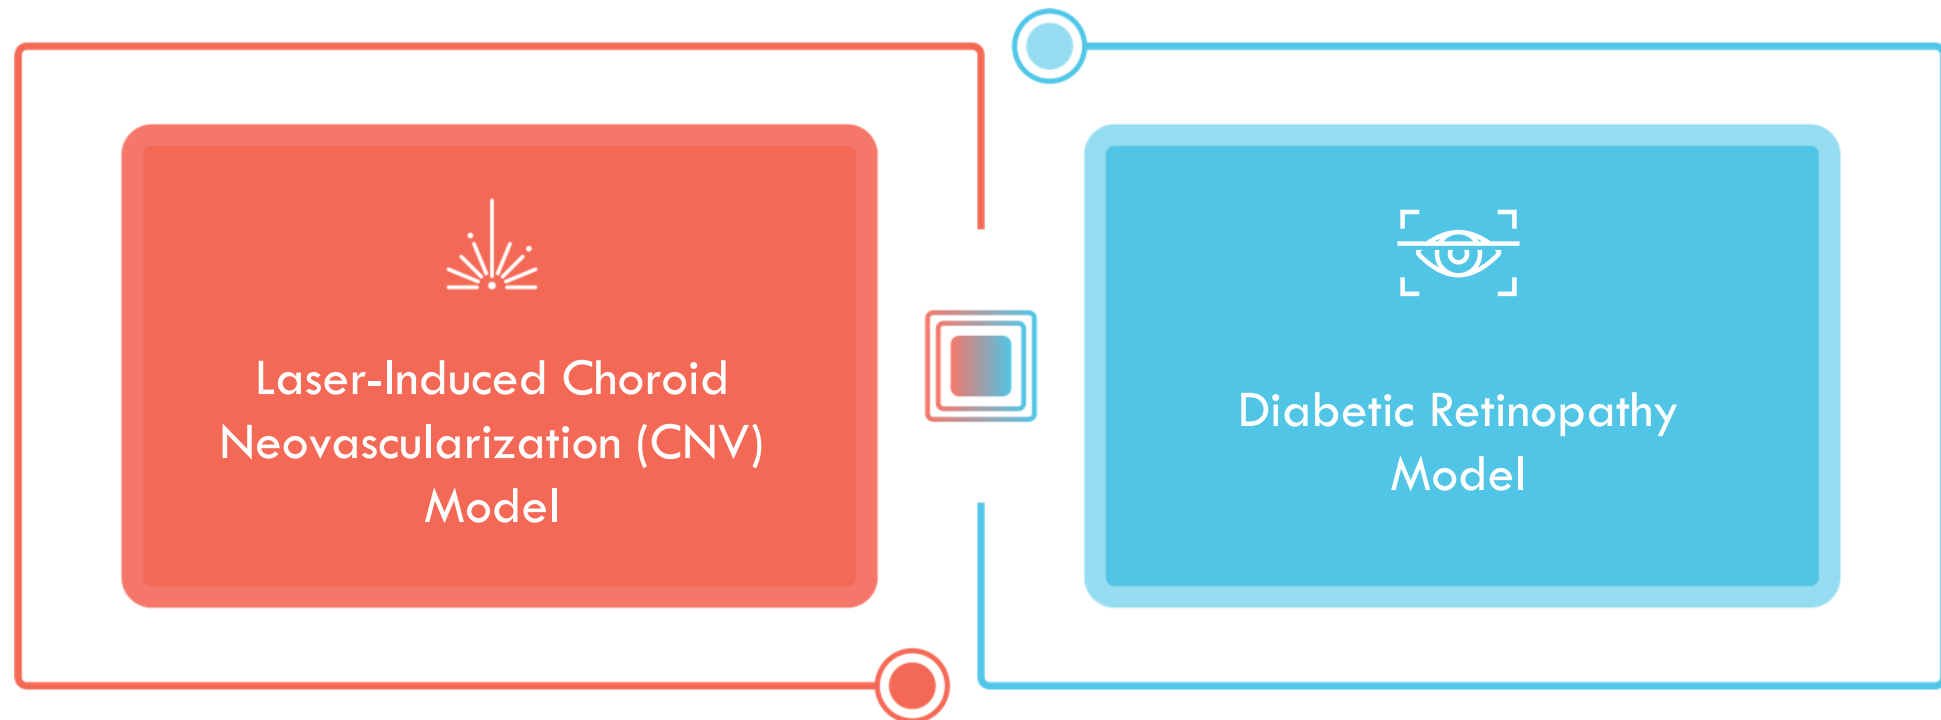 Laser-Induced Choroid
Neovascularization (CNV)
Model
Diabetic Retinopathy
Model